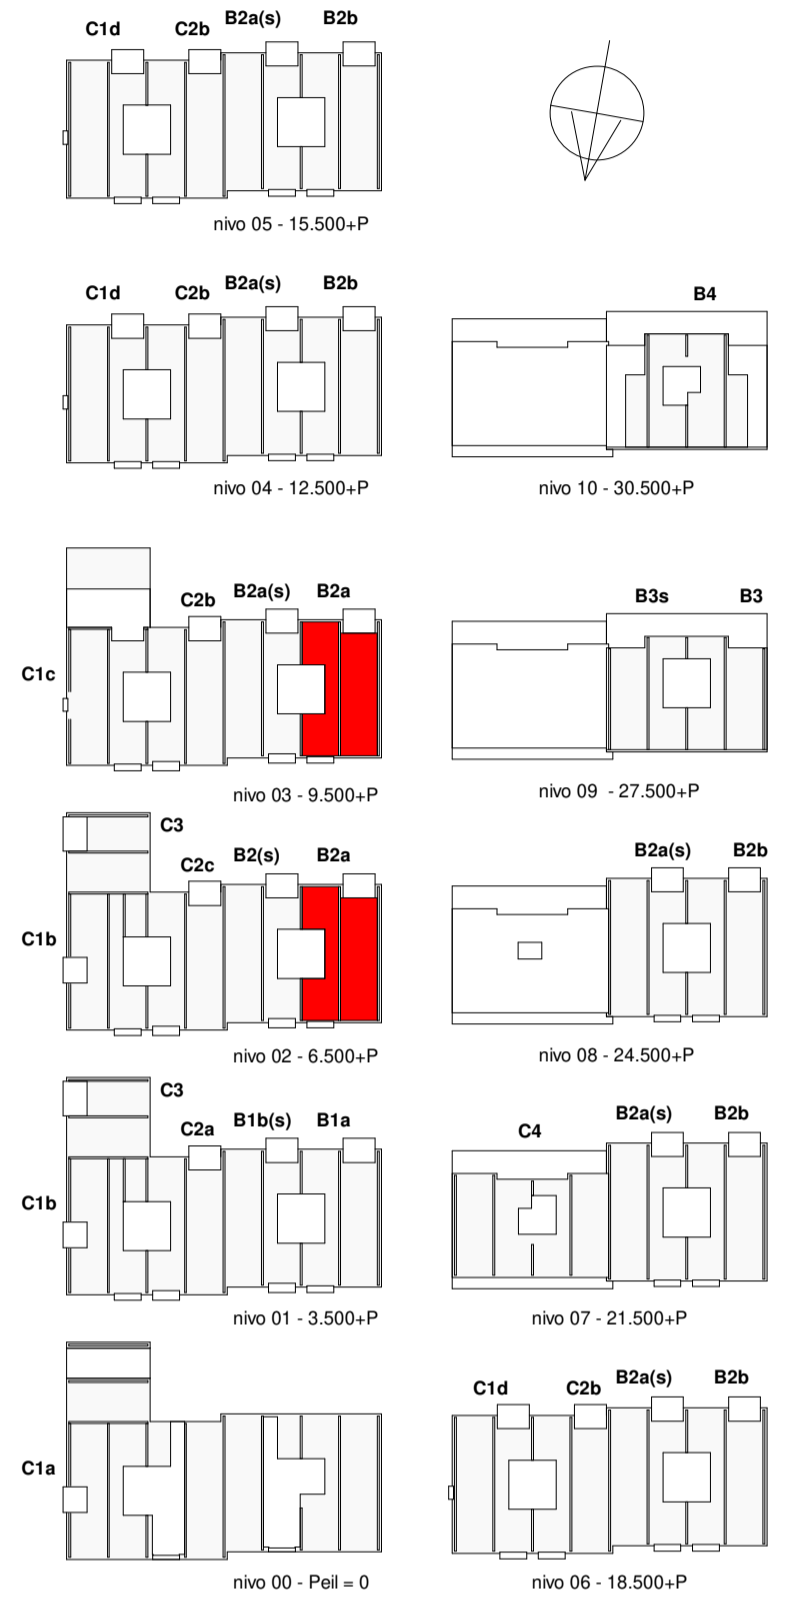 C1d C2b B2a(s) B2b
nivo 05 - 15.500+P
C1d C2b B2a(s) B2b
nivo 04 - 12.500+P
B4
nivo 10 - 30.500+P
C1c C2b B2a(s) B2a
nivo 03 - 9.500+P
B3s B3
nivo 09 - 27.500+P
C3
C1b C2c B2(s) B2a
nivo 02 - 6.500+P
B2a(s) B2b
nivo 08 - 24.500+P
C3
C1b C2a B1b(s) B1a
nivo 01 - 3.500+P
C4 B2a(s) B2b
nivo 07 - 21.500+P
C1a
nivo 00 - Peil = 0
C1d C2b B2a(s) B2b
nivo 06 - 18.500+P